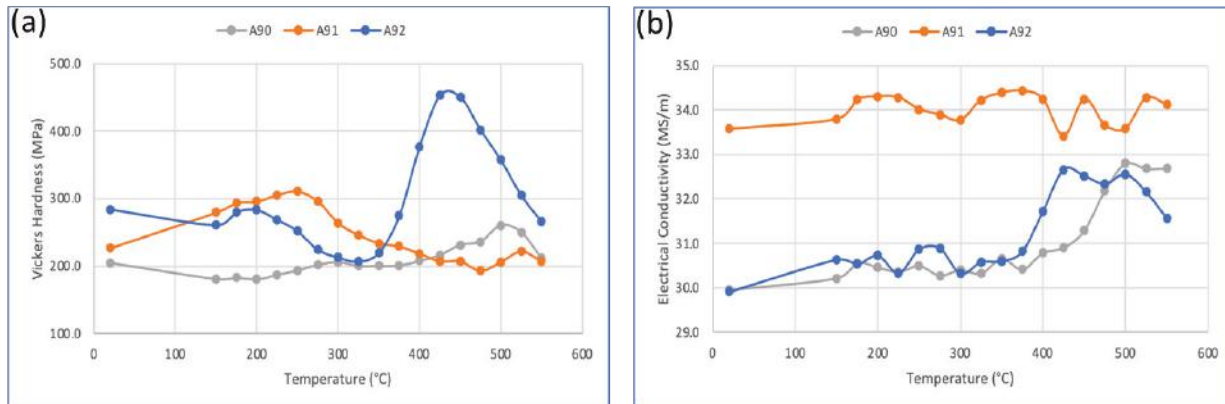 (a)
A90 A91 A92
500.0
400.0
300.0
200.0
100.0
Vickers Hardness (MPa)
0 100 200 300 400 500 600
Temperature (°C)
(b)
A90 A91 A92
35.0
34.0
33.0
32.0
31.0
30.0
29.0
Electrical Conductivity (MS/m)
0 100 200 300 400 500 600
Temperature (°C)